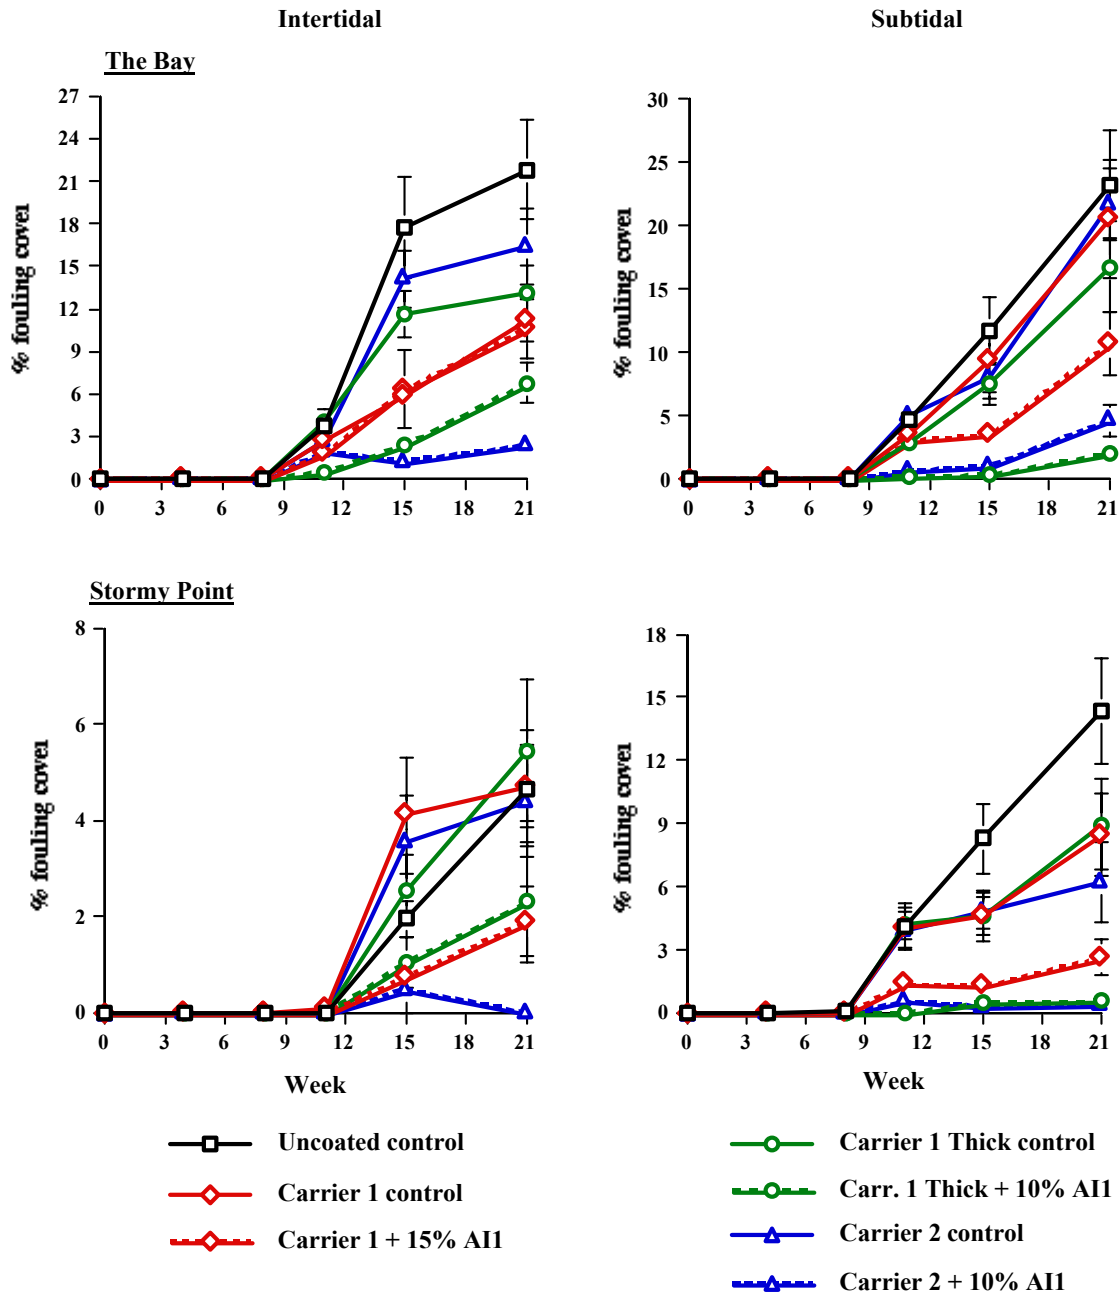 Intertidal Subtidal
The Bay
% fouling cover
27
24
21
18
15
12
9
6
3
0
0 3 6 9 12 15 18 21
% fouling cover
30
25
20
15
10
5
0
0 3 6 9 12 15 18 21
Stormy Point
% fouling cover
8
6
4
2
0
0 3 6 9 12 15 18 21
Week
% fouling cover
18
15
12
9
6
3
0
0 3 6 9 12 15 18 21
Week
Uncoated control
Carrier 1 control
Carrier 1 + 15% AI1
Carrier 1 Thick control
Carr. 1 Thick + 10% AI1
Carrier 2 control
Carrier 2 + 10% AI1